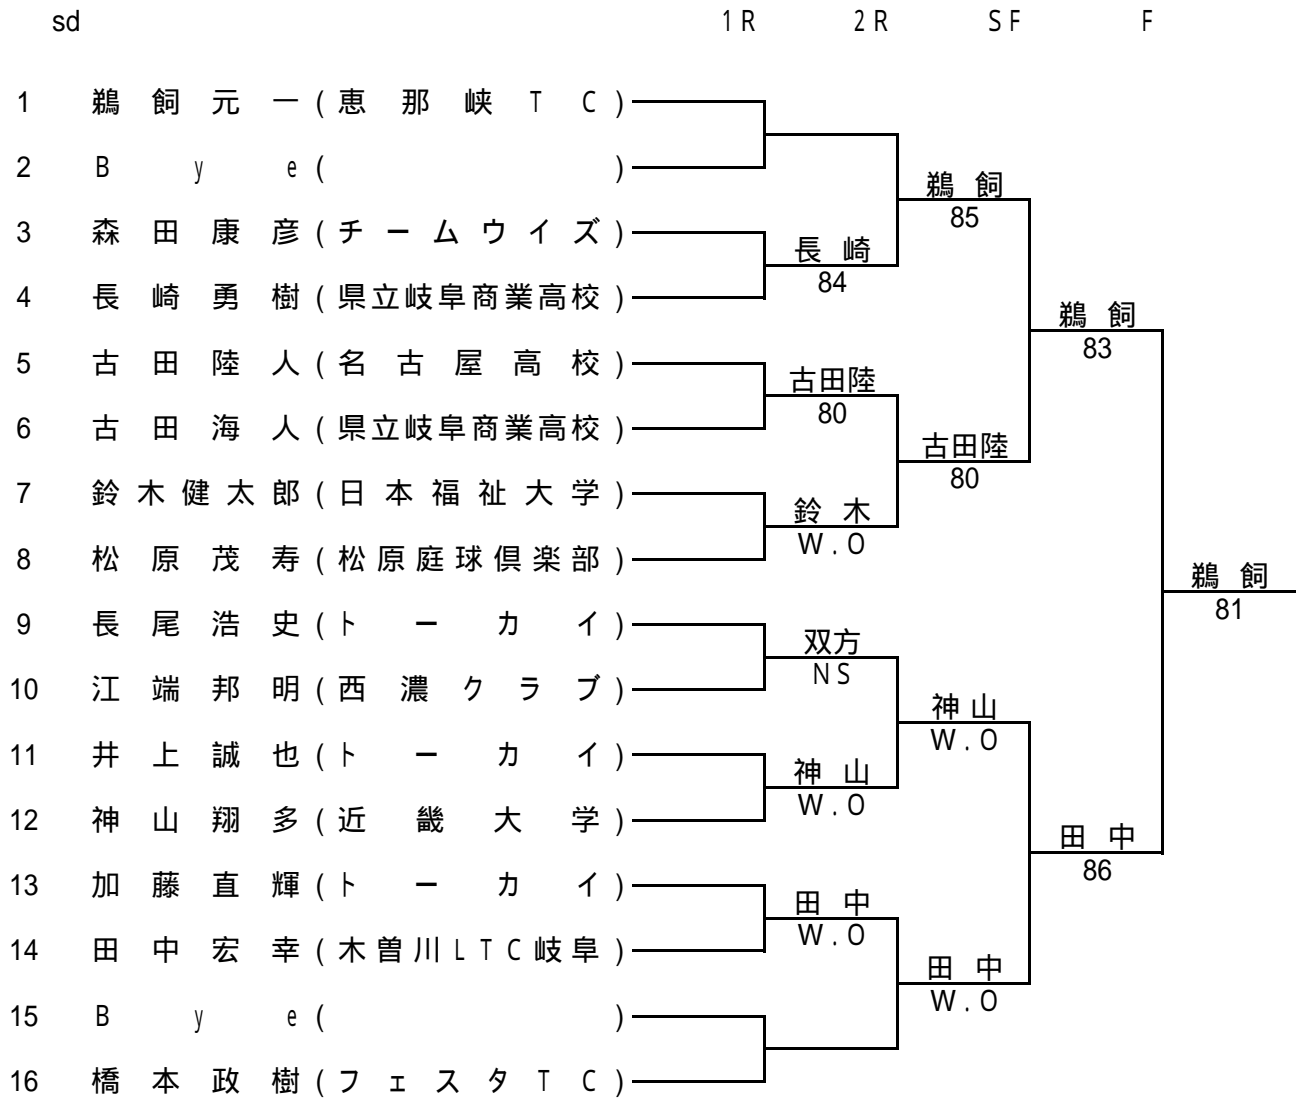 sd 1R 2R SF F
1 鵜飼元一(恵那峡TC)
2 Bye( )
鵜飼
85
3 森田康彦(チームウイズ)
長崎
84
4 長崎勇樹(県立岐阜商業高校)
鵜飼
83
5 古田陸人(名古屋高校)
古田陸
80
6 古田海人(県立岐阜商業高校)
古田陸
80
7 鈴木健太郎(日本福祉大学)
鈴木
W.O
8 松原茂寿(松原庭球倶楽部)
鵜飼
81
9 長尾浩史(トーカイ)
双方
NS
10 江端邦明(西濃クラブ)
神山
W.O
11 井上誠也(トーカイ)
神山
W.O
12 神山翔多(近畿大学)
田中
86
13 加藤直輝(トーカイ)
田中
W.O
14 田中宏幸(木曽川LTC岐阜)
田中
W.O
15 Bye( )
16 橋本政樹(フェスタTC)